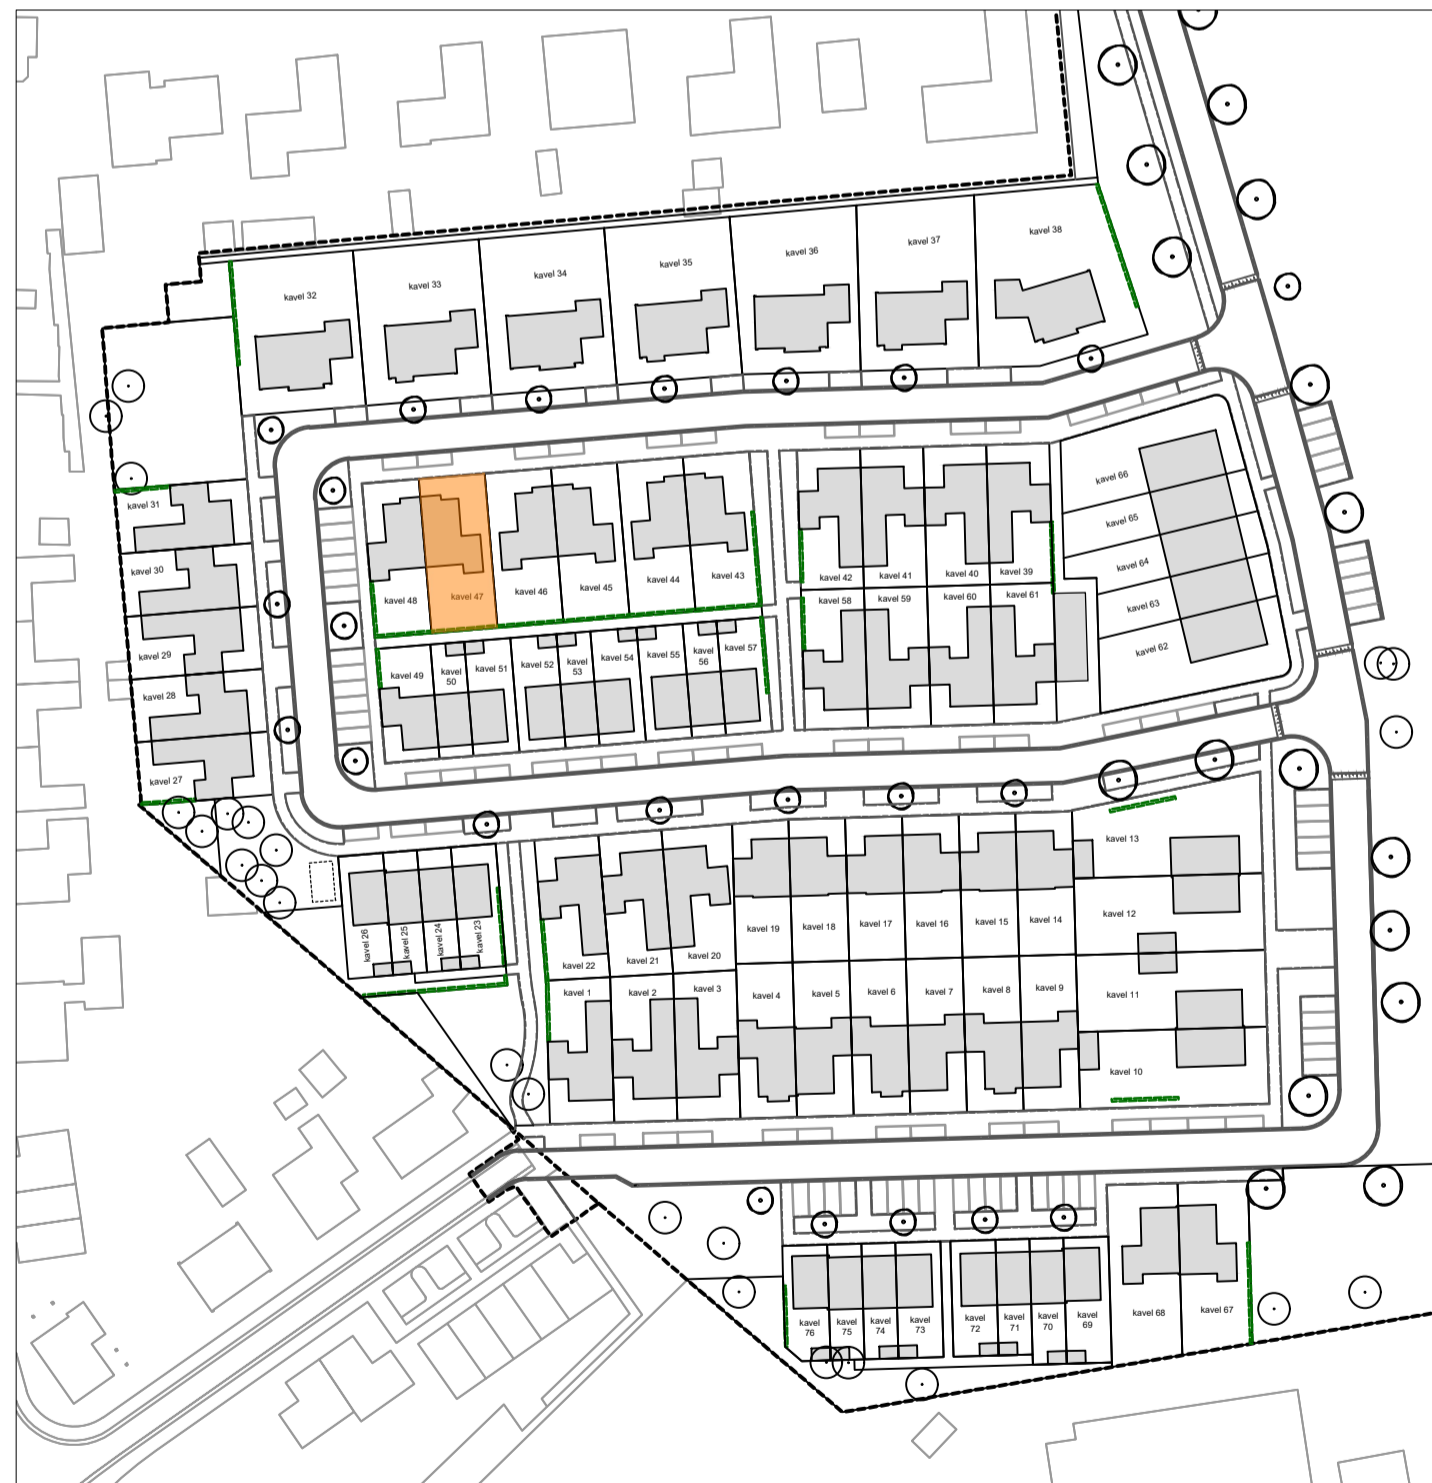 kavel 38
kavel 37
kavel 36
kavel 35
kavel 34
kavel 33
kavel 32
kavel 31
kavel 30
kavel 29
kavel 28
kavel 27
kavel 48
kavel 47
kavel 46
kavel 45
kavel 44
kavel 43
kavel 42
kavel 41
kavel 40
kavel 39
kavel 66
kavel 65
kavel 64
kavel 63
kavel 62
kavel 58
kavel 59
kavel 60
kavel 61
kavel 49
kavel
50
kavel 51
kavel 52
kavel
53
kavel 54
kavel 55
kavel
56
kavel 57
kavel 26
kavel 25
kavel 24
kavel 23
kavel 22
kavel 21
kavel 20
kavel 19
kavel 18
kavel 17
kavel 16
kavel 15
kavel 14
kavel 13
kavel 12
kavel 11
kavel 10
kavel 1
kavel 2
kavel 3
kavel 4
kavel 5
kavel 6
kavel 7
kavel 8
kavel 9
kavel
76
kavel
75
kavel
74
kavel
73
kavel
72
kavel
71
kavel
70
kavel
69
kavel 68
kavel 67